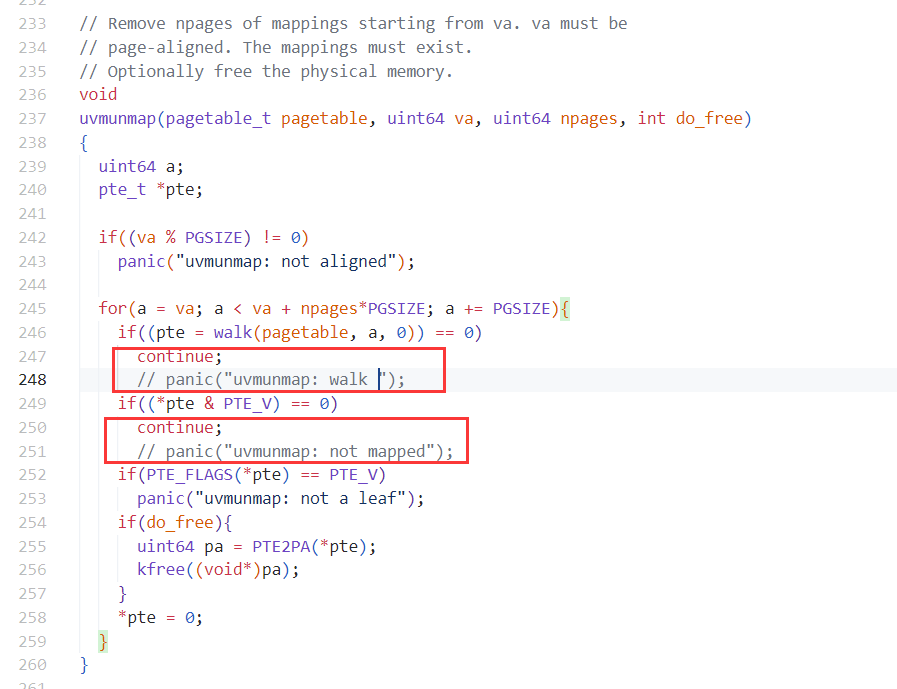 232
233 // Remove npages of mappings starting from va. va must be
234 // page-aligned. The mappings must exist.
235 // Optionally free the physical memory.
236 void
237 uvmunmap(pagetable_t pagetable, uint64 va, uint64 npages, int do_free)
238 {
239 uint64 a;
240 pte_t *pte;
241
242 if((va % PGSIZE) != 0)
243 panic("uvmunmap: not aligned");
244
245 for(a = va; a < va + npages*PGSIZE; a += PGSIZE){
246 if((pte = walk(pagetable, a, 0)) == 0)
247 continue;
248 // panic("uvmunmap: walk ");
249 if((*pte & PTE_V) == 0)
250 continue;
251 // panic("uvmunmap: not mapped");
252 if(PTE_FLAGS(*pte) == PTE_V)
253 panic("uvmunmap: not a leaf");
254 if(do_free){
255 uint64 pa = PTE2PA(*pte);
256 kfree((void*)pa);
257 }
258 *pte = 0;
259 }
260 }
261